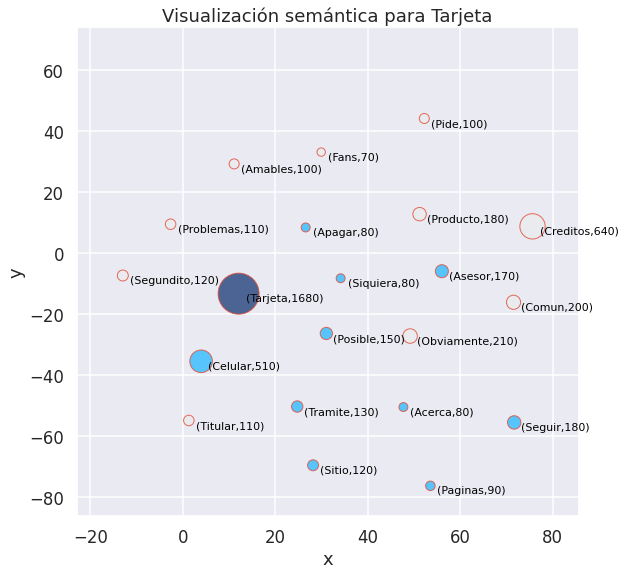 Visualización semántica para Tarjeta
y
60
40
20
0
−20
−40
−60
−80
(Pide,100)
(Fans,70)
(Amables,100)
(Producto,180)
(Problemas,110)
(Apagar,80)
(Creditos,640)
(Asesor,170)
(Segundito,120)
(Siquiera,80)
(Tarjeta,1680)
(Comun,200)
(Posible,150)
(Obviamente,210)
(Celular,510)
(Tramite,130)
(Acerca,80)
(Titular,110)
(Seguir,180)
(Sitio,120)
(Paginas,90)
−20 0 20 40 60 80
x